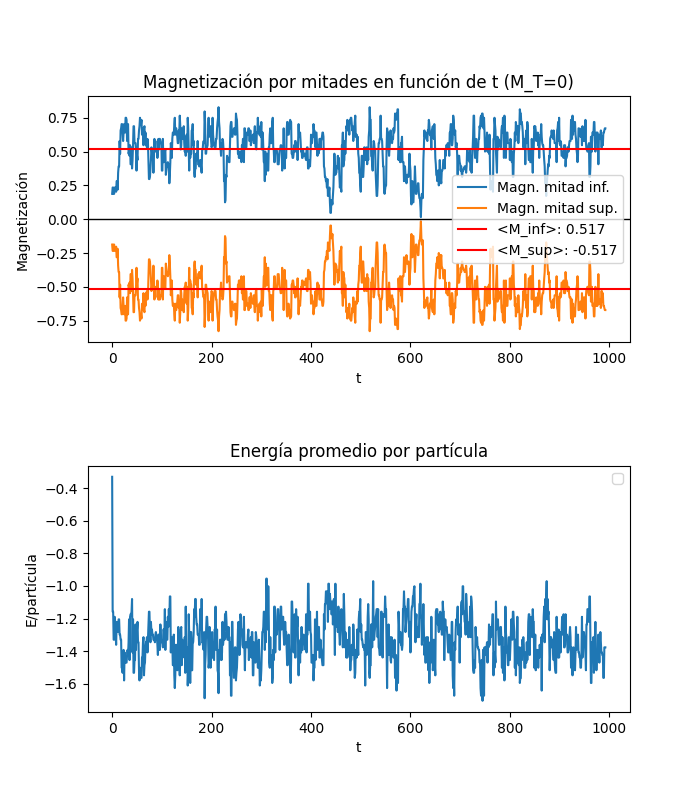 Magnetización por mitades en función de t (M_T=0)
Magnetización
0.75
0.50
0.25
0.00
−0.25
−0.50
−0.75
Magn. mitad inf.
Magn. mitad sup.
<M_inf>: 0.517
<M_sup>: -0.517
0 200 400 600 800 1000
t
Energía promedio por partícula
E/partícula
−0.4
−0.6
−0.8
−1.0
−1.2
−1.4
−1.6
0 200 400 600 800 1000
t